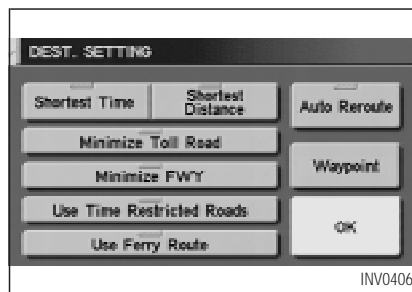 DEST. SETTING
Shortest Time
Shortest
Distance
Auto Reroute
Minimize Toll Road
Minimize FWY
Waypoint
Use Time Restricted Roads
OK
Use Ferry Route
INV0406